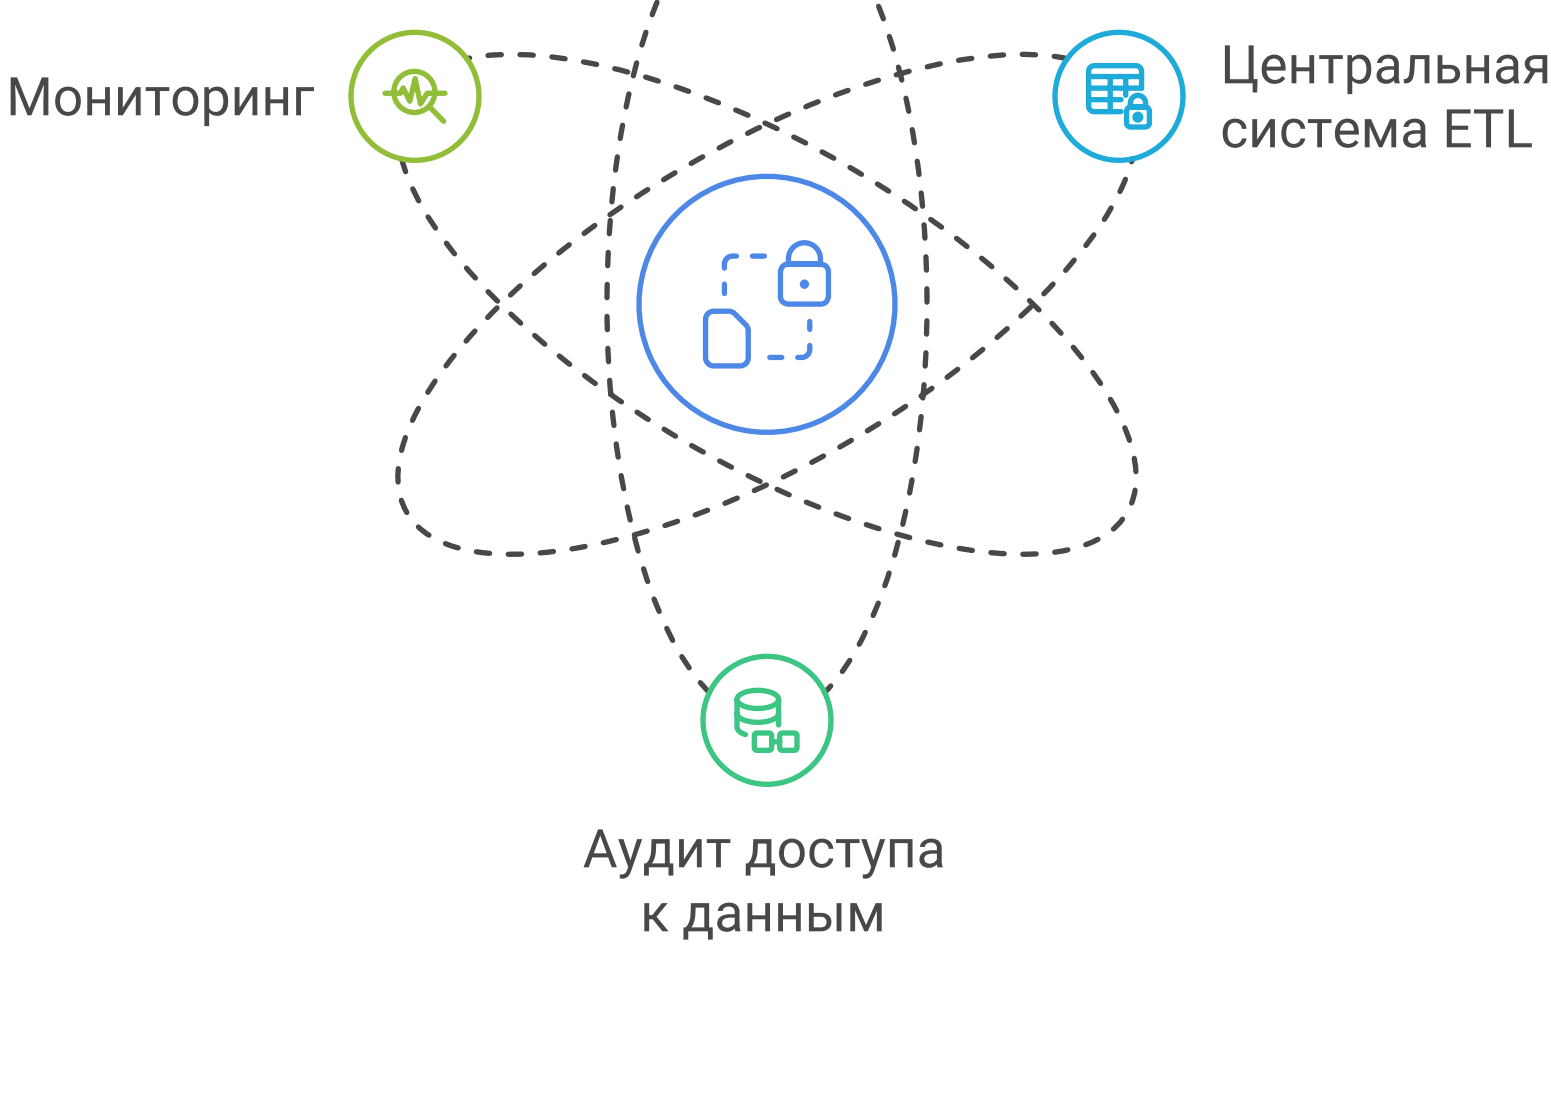 Мониторинг
Центральная
система ETL
Аудит доступа
к данным